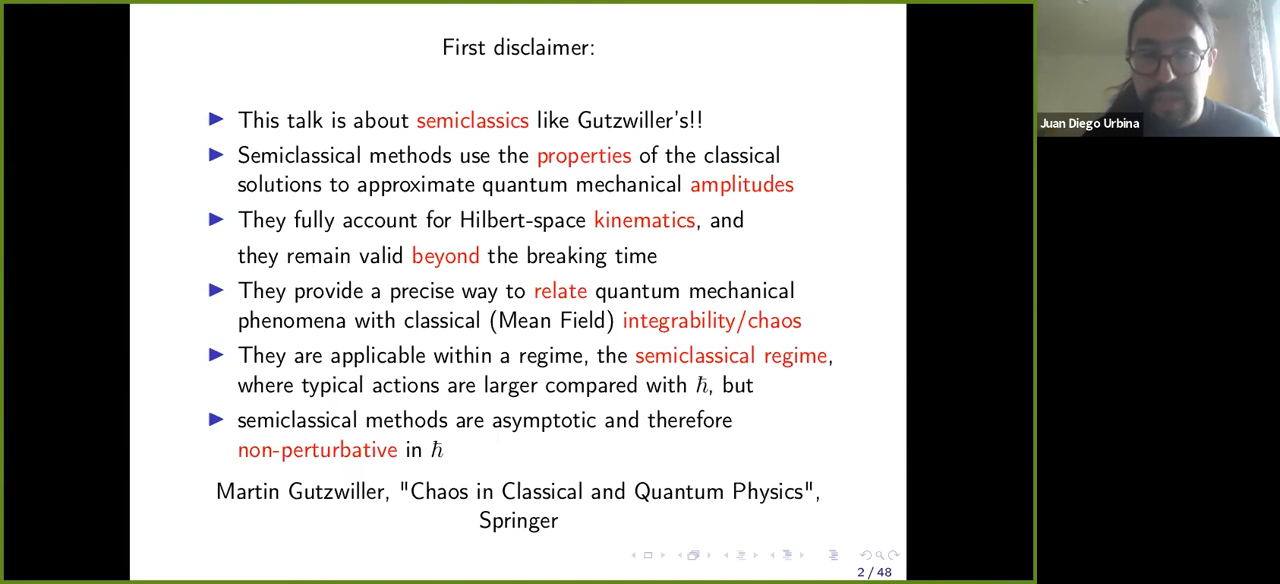 First disclaimer:
▶ This talk is about semiclassics like Gutzwiller's!!
▶ Semiclassical methods use the properties of the classical
solutions to approximate quantum mechanical amplitudes
▶ They fully account for Hilbert-space kinematics, and
they remain valid beyond the breaking time
▶ They provide a precise way to relate quantum mechanical
phenomena with classical (Mean Field) integrability/chaos
▶ They are applicable within a regime, the semiclassical regime,
where typical actions are larger compared with ℏ, but
▶ semiclassical methods are asymptotic and therefore
non-perturbative in ℏ
Martin Gutzwiller, "Chaos in Classical and Quantum Physics",
Springer
2 / 48
Juan Diego Urbina